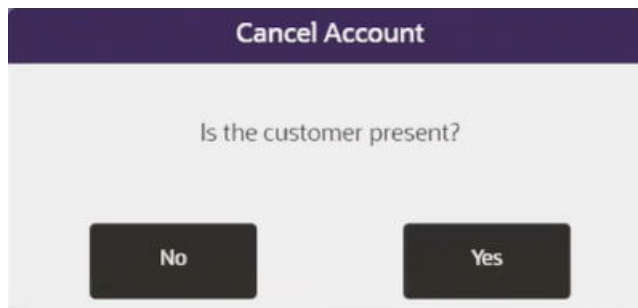 Cancel Account
Is the customer present?
No
Yes